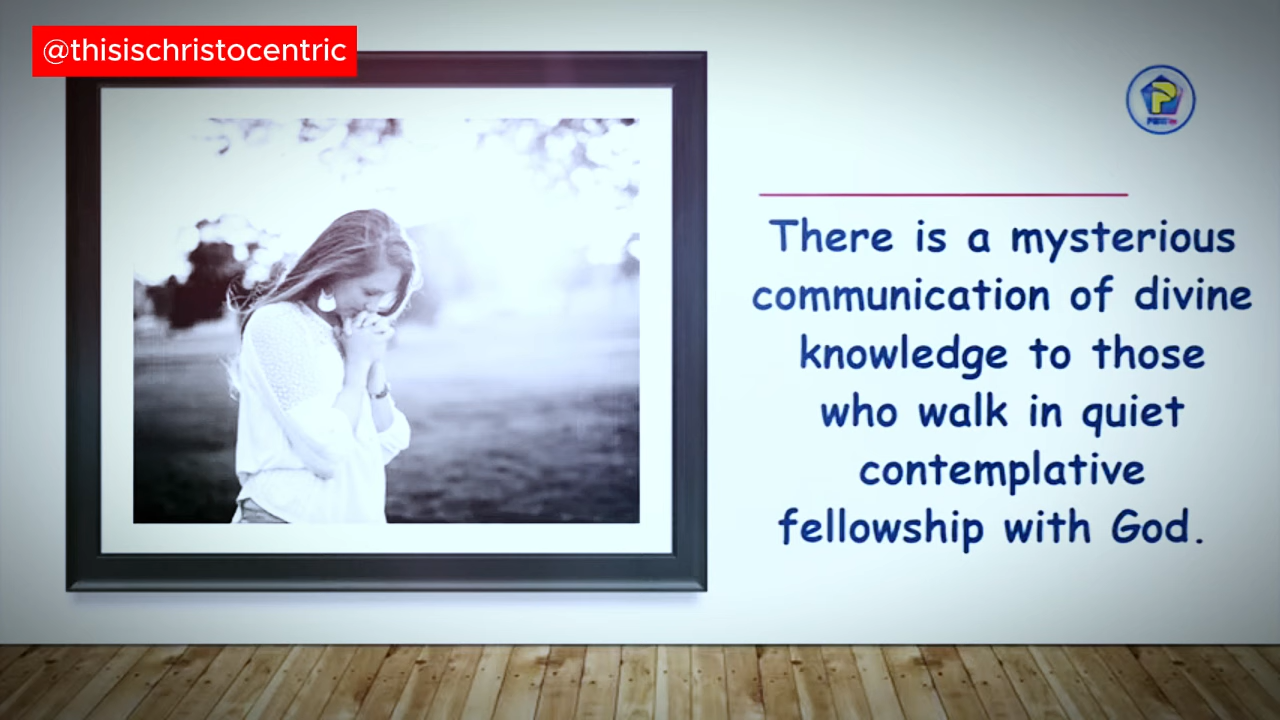 @thisischristocentric
There is a mysterious
communication of divine
knowledge to those
who walk in quiet
contemplative
fellowship with God.